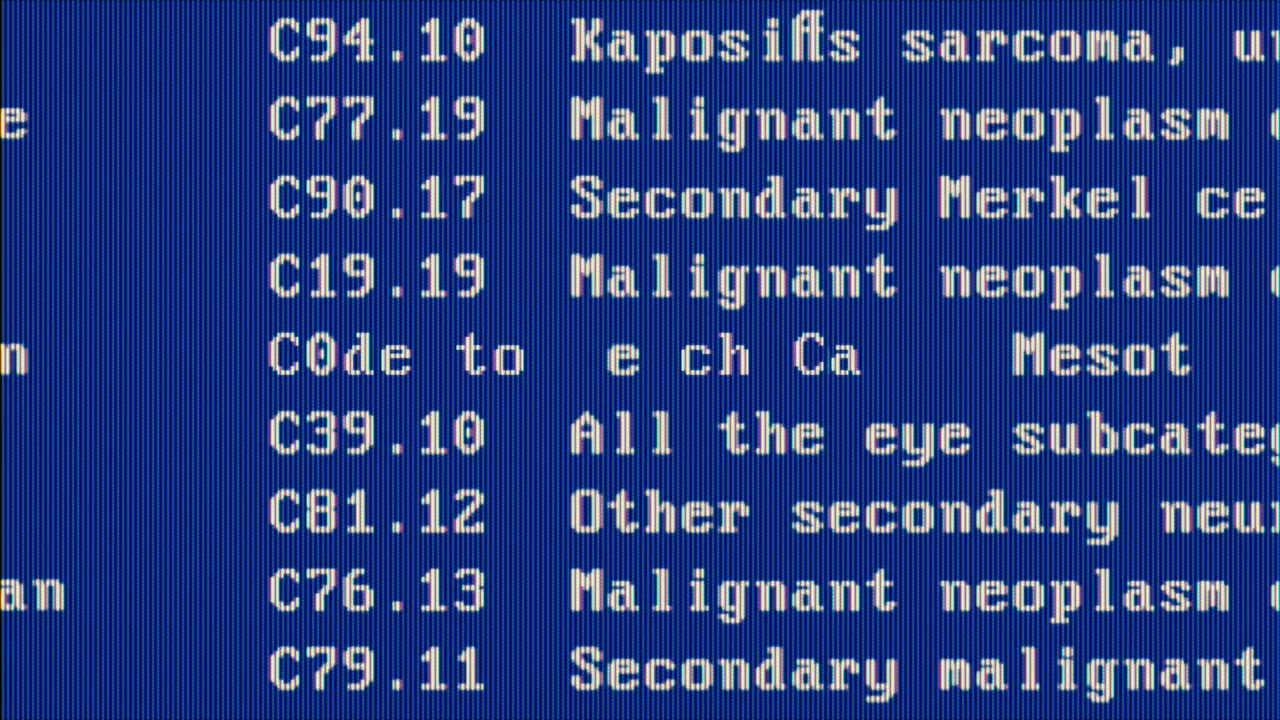 C94.10 Kaposiﬄs sarcoma, u
e C77.19 Malignant neoplasm
C90.17 Secondary Merkel ce
C19.19 Malignant neoplasm
n C0de to e ch Ca Mesot
C39.10 All the eye subcateg
C81.12 Other secondary neu
an C76.13 Malignant neoplasm
C79.11 Secondary malignant